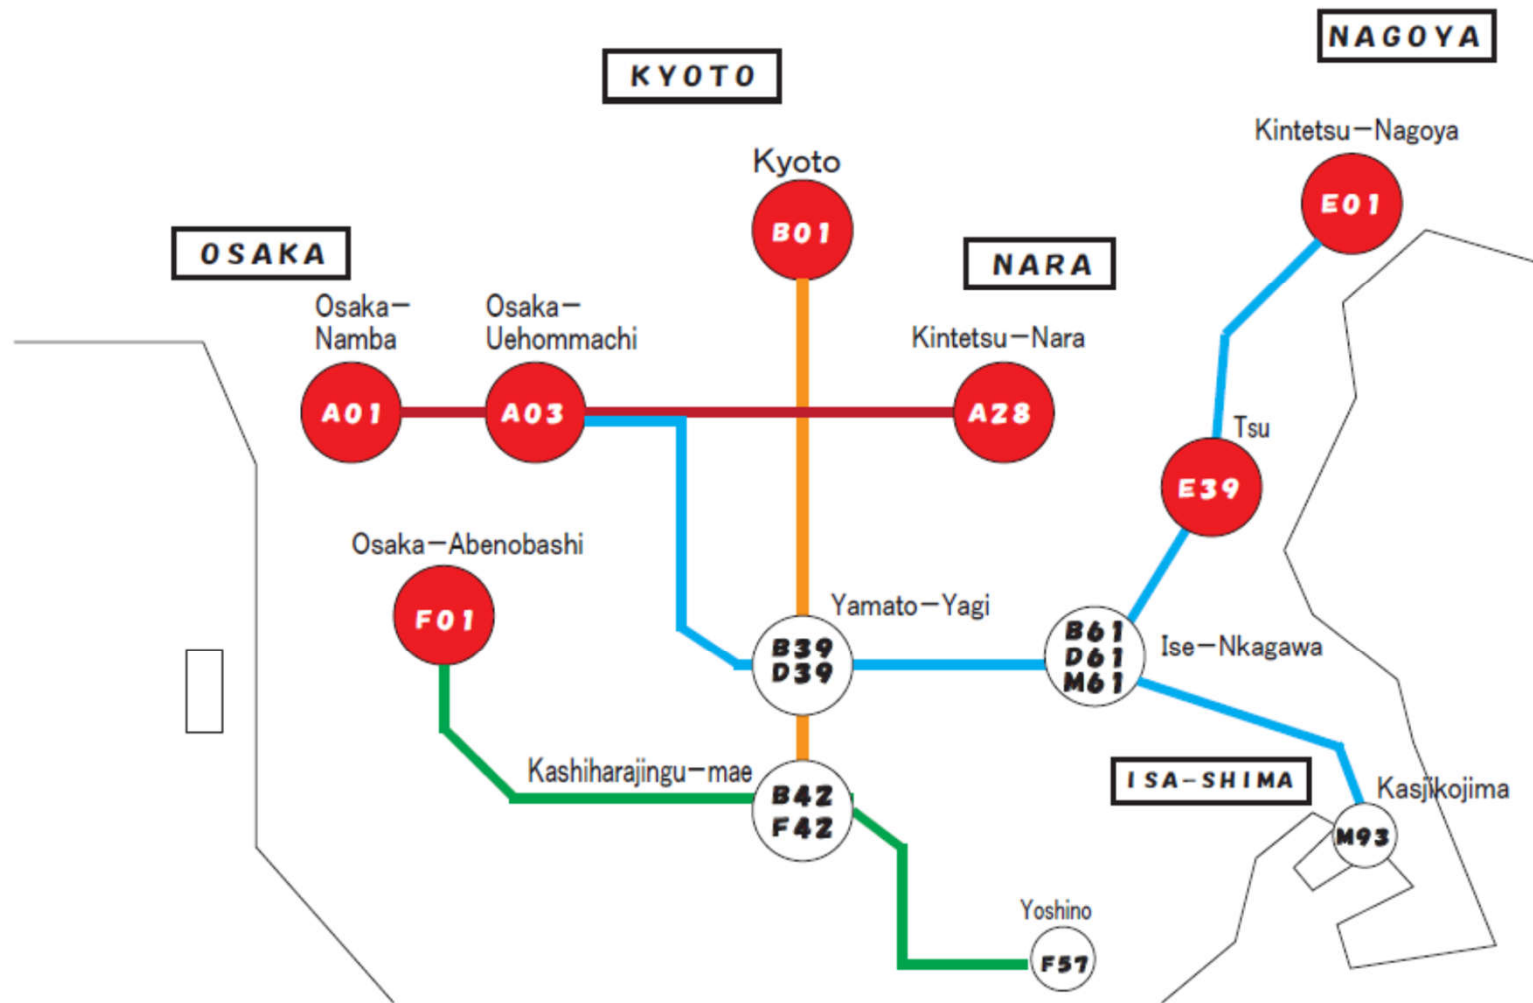 NAGOYA
KYOTO
Kintetsu－Nagoya
Kyoto
E01
B01
OSAKA
NARA
Osaka－
Namba
Osaka－
Uehommachi
Kintetsu－Nara
A01
A03
A28
Tsu
E39
Osaka－Abenobashi
F01
Yamato－Yagi
B39
D39
B61
D61
M61
Ise－Nkagawa
Kashiharajingu－mae
B42
F42
ISA-SHIMA
Kasjikojima
M93
Yoshino
F57